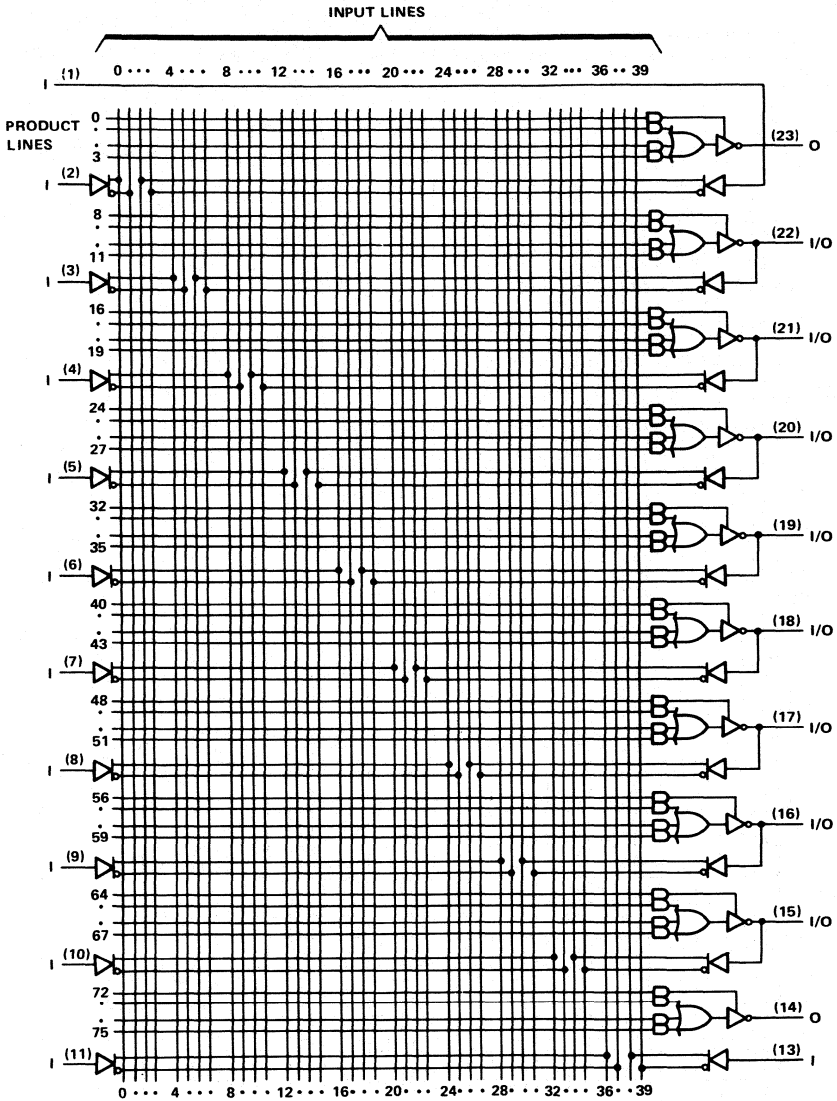 INPUT LINES
0 • • • 4 • • • 8 • • • 12 • • • 16 • • • 20 • • • 24 • • • 28 • • • 32 • • • 36 • • • 39
I (1)
PRODUCT LINES
0
•
•
3
(23) O
I (2)
8
•
•
11
(22) I/O
I (3)
16
•
•
19
(21) I/O
I (4)
24
•
•
27
(20) I/O
I (5)
32
•
•
35
(19) I/O
I (6)
40
•
•
43
(18) I/O
I (7)
48
•
•
51
(17) I/O
I (8)
56
•
•
59
(16) I/O
I (9)
64
•
•
67
(15) I/O
I (10)
72
•
•
75
(14) O
I (11)
(13) I
0 • • • 4 • • • 8 • • • 12 • • • 16 • • • 20 • • • 24 • • • 28 • • • 32 • • • 36 • • • 39